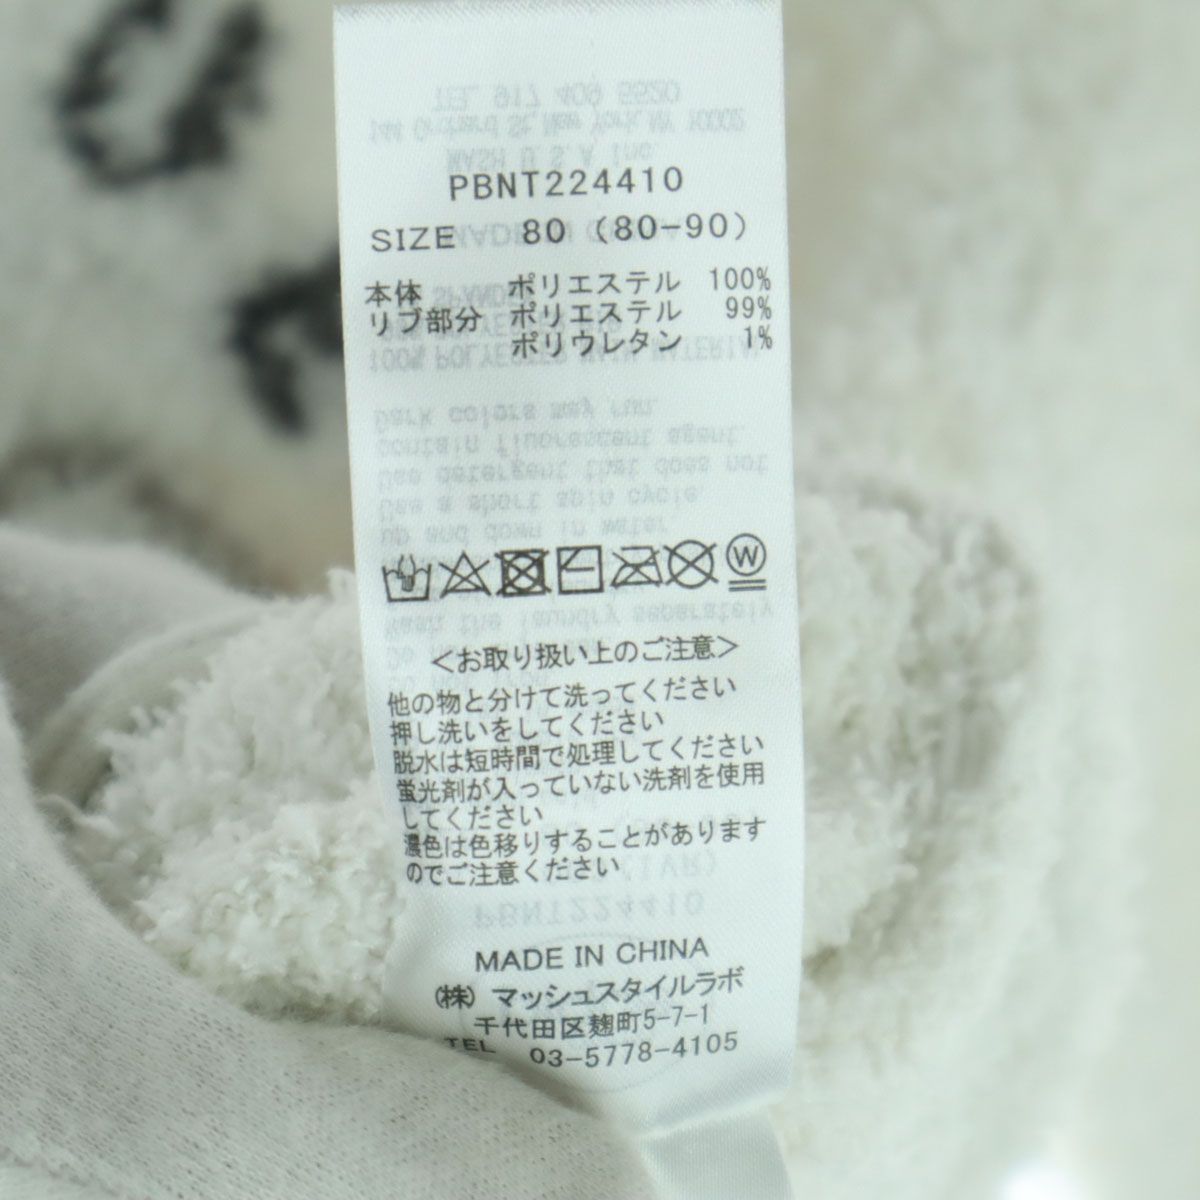 PBNT224410
SIZE 80 (80-90)
本体 ポリエステル 100%
リブ部分 ポリエステル 99%
ポリウレタン 1%
W
<お取り扱い上のご注意>
他の物と分けて洗ってください
押し洗いをしてください
脱水は短時間で処理してください
蛍光剤が入っていない洗剤を使用
してください
濃色は色移りすることがあります
のでご注意ください
MADE IN CHINA
(株) マッシュスタイルラボ
千代田区麹町5-7-1
TEL 03-5778-4105